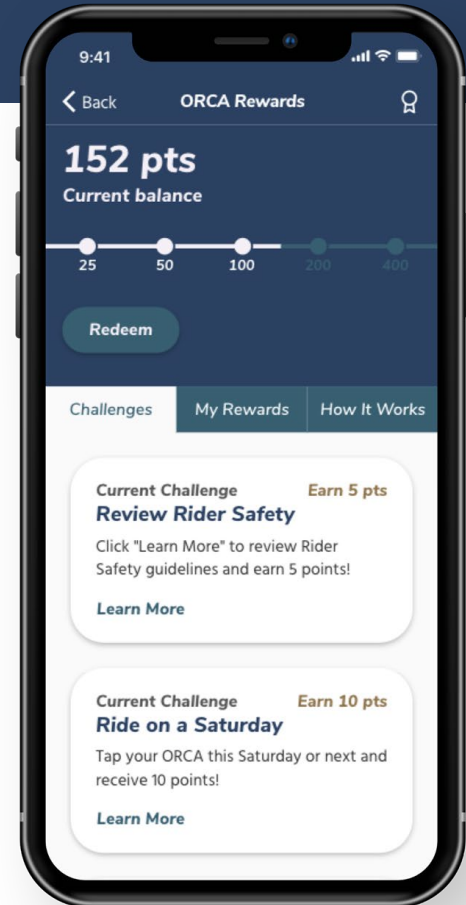 9:41
Back
ORCA Rewards
152 pts
Current balance
25 50 100 200 400
Redeem
Challenges My Rewards How It Works
Current Challenge Earn 5 pts
Review Rider Safety
Click "Learn More" to review Rider
Safety guidelines and earn 5 points!
Learn More
Current Challenge Earn 10 pts
Ride on a Saturday
Tap your ORCA this Saturday or next and
receive 10 points!
Learn More